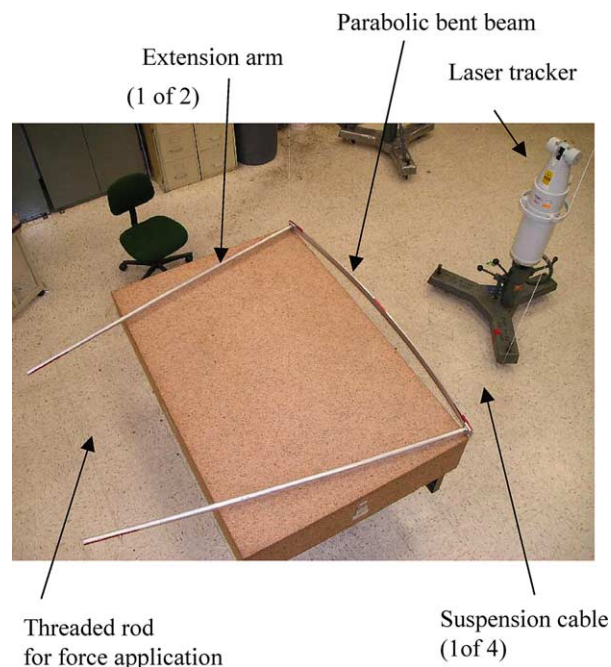 Parabolic bent beam
Extension arm
(1 of 2)
Laser tracker
Threaded rod
for force application
Suspension cable
(1of 4)